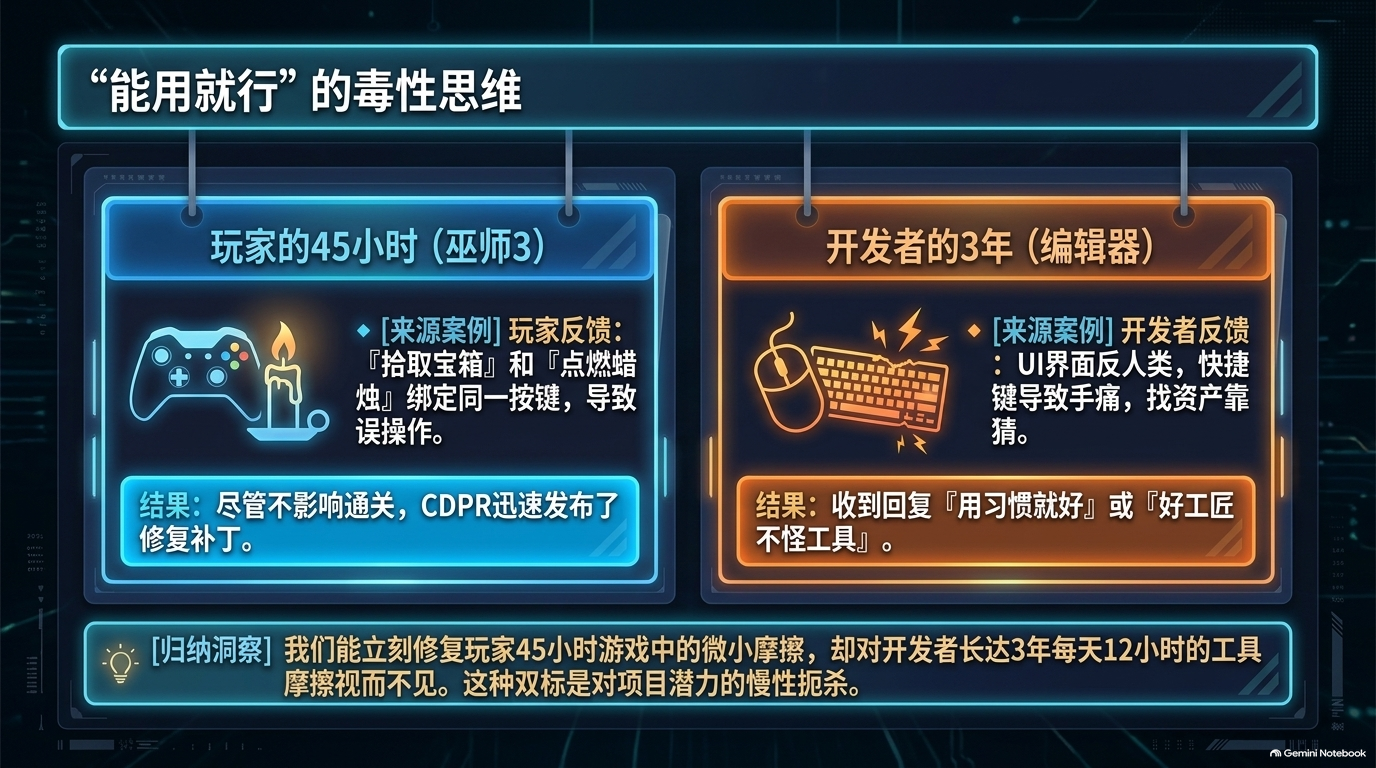 “能用就行”的毒性思维
玩家的45小时（巫师3）
[来源案例] 玩家反馈：
『拾取宝箱』和『点燃蜡
烛』绑定同一按键，导致
误操作。
结果：尽管不影响通关，CDPR迅速发布了
修复补丁。
开发者的3年（编辑器）
[来源案例] 开发者反馈
：UI界面反人类，快捷
键导致手痛，找资产靠
猜。
结果：收到回复『用习惯就好』或『好工匠
不怪工具』。
[归纳洞察] 我们能立刻修复玩家45小时游戏中的微小摩擦，却对开发者长达3年每天12小时的工具
摩擦视而不见。这种双标是对项目潜力的慢性扼杀。
Gemini Notebook